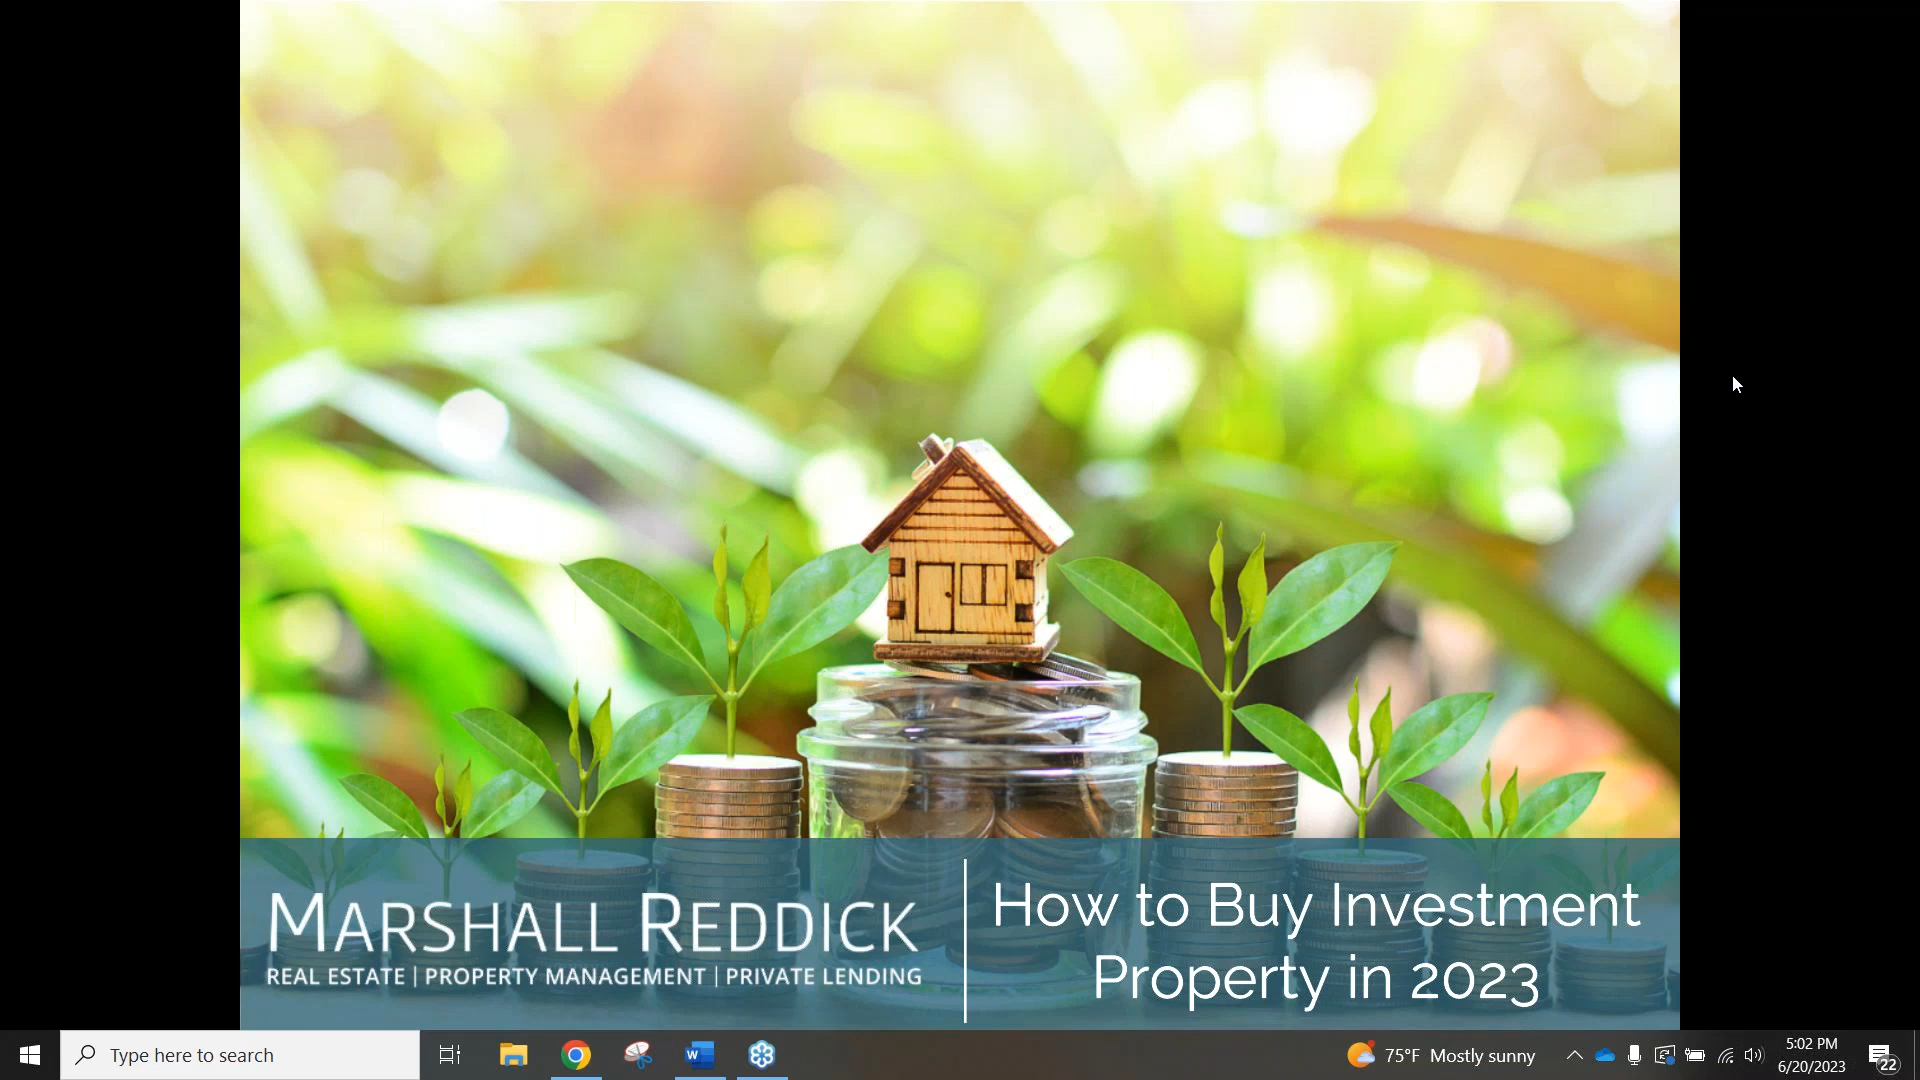 MARSHALL REDDICK
REAL ESTATE | PROPERTY MANAGEMENT | PRIVATE LENDING
How to Buy Investment
Property in 2023
Type here to search
W
75°F Mostly sunny
5:02 PM
6/20/2023
22